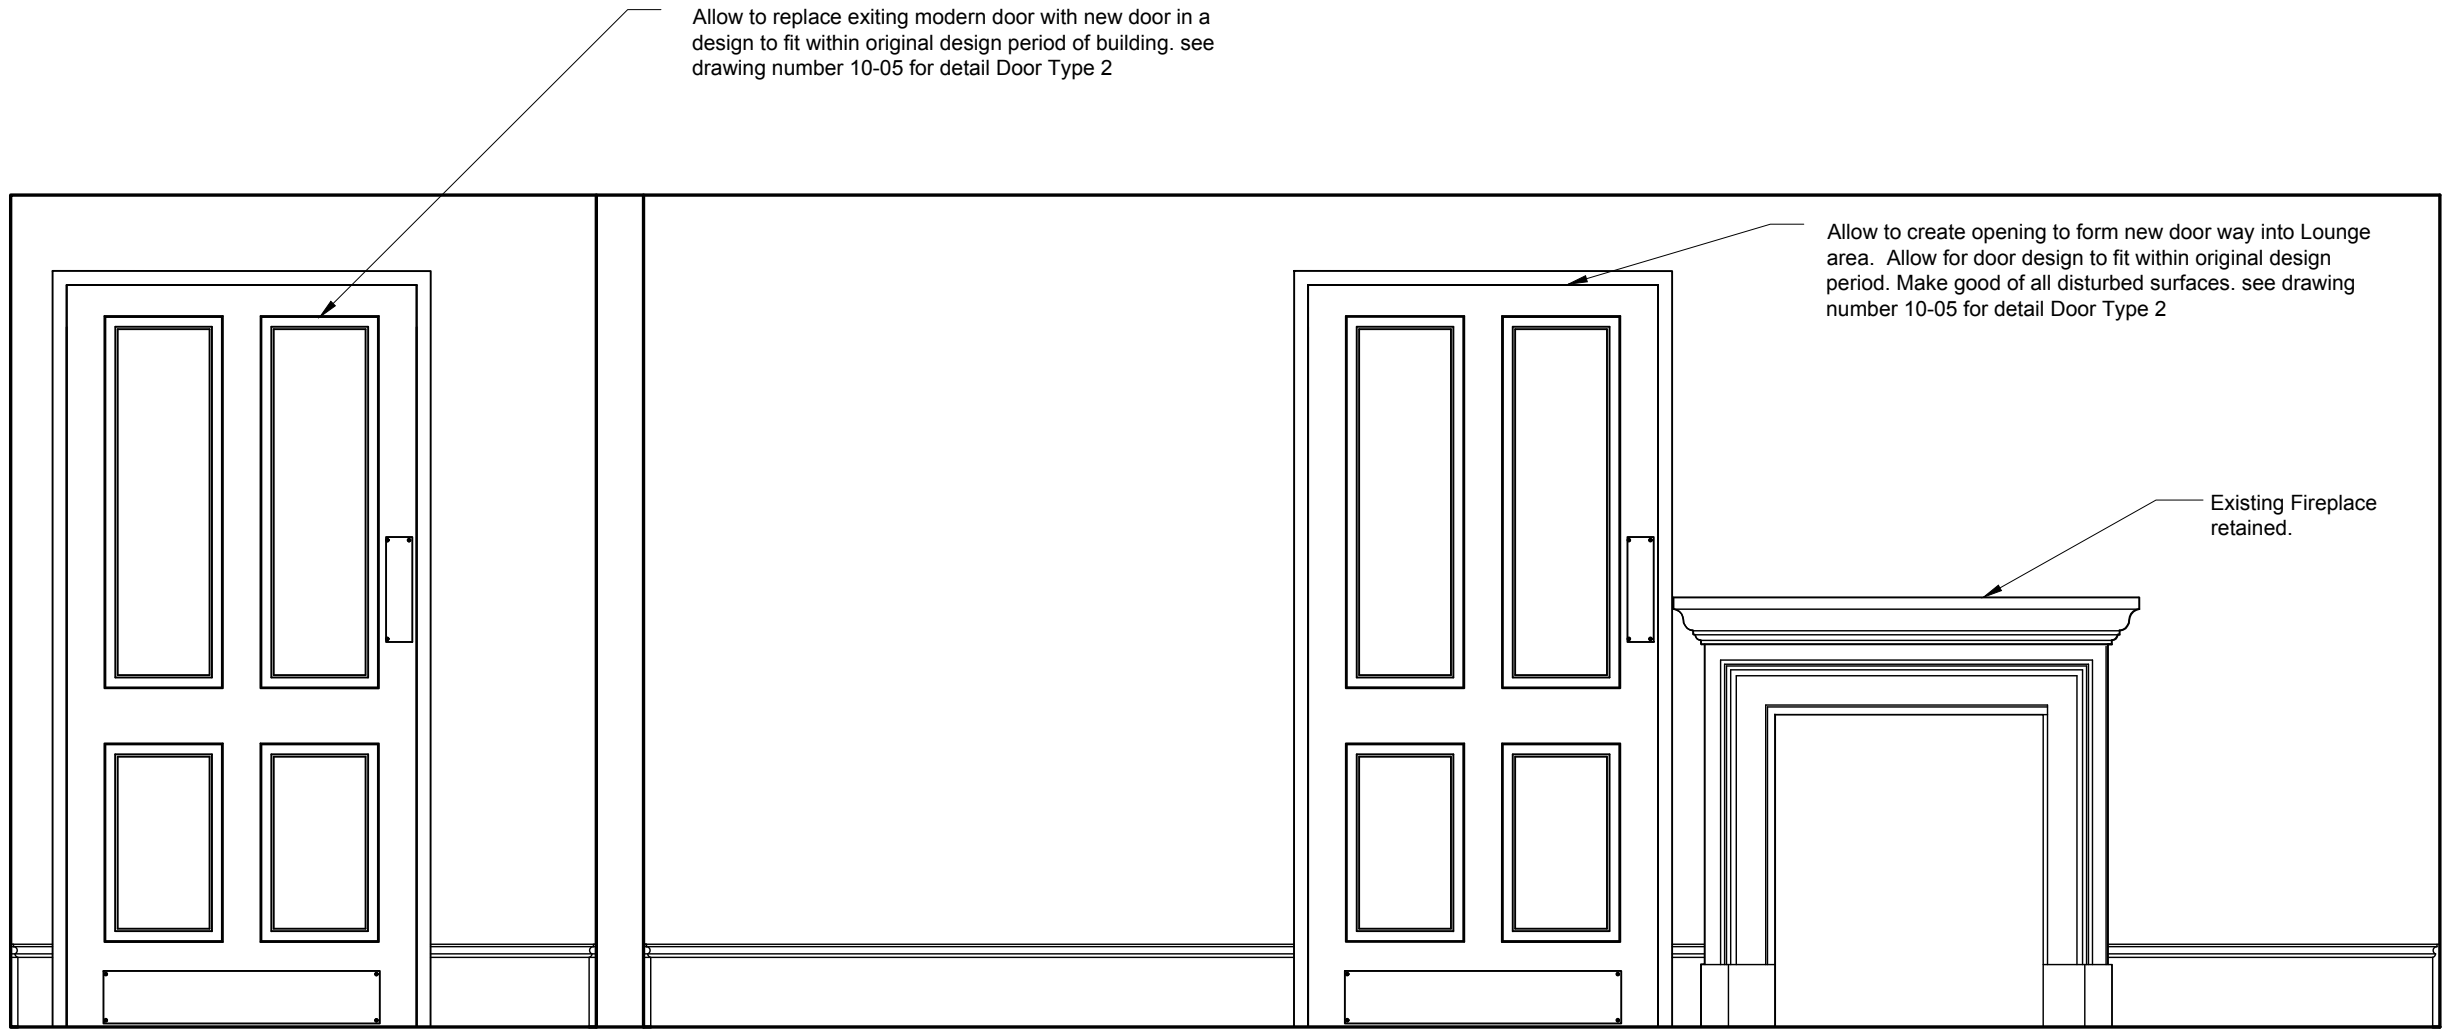 Allow to replace exiting modern door with new door in a
design to fit within original design period of building. see
drawing number 10-05 for detail Door Type 2
Allow to create opening to form new door way into Lounge
area.  Allow for door design to fit within original design
period. Make good of all disturbed surfaces. see drawing
number 10-05 for detail Door Type 2
Existing Fireplace
retained.